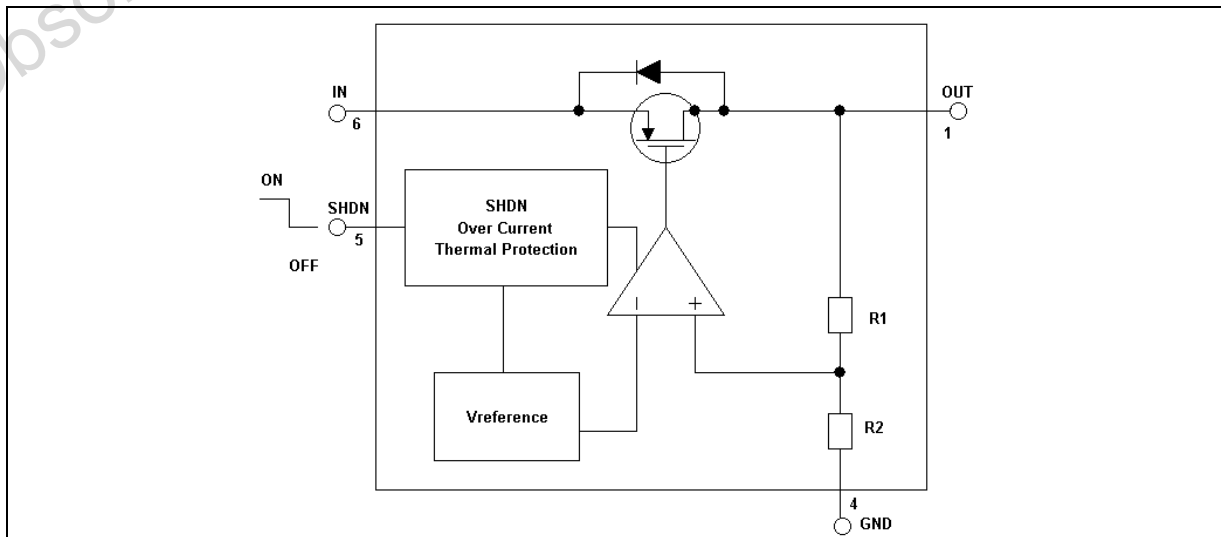 IN
6
OUT
1
ON
SHDN
5
OFF
SHDN
Over Current
Thermal Protection
− +
R1
Vreference
R2
4
GND